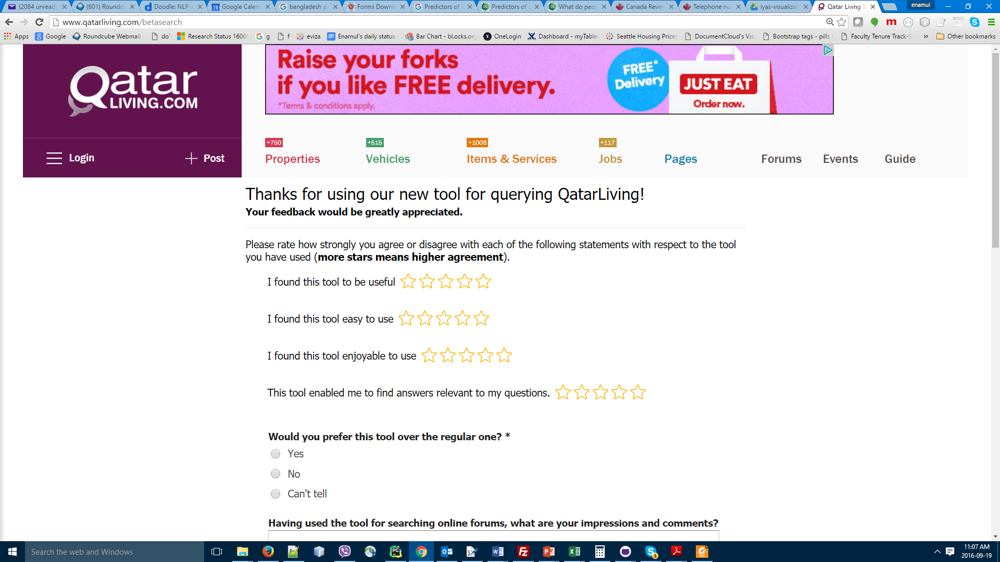 (2084 unread)
(601) Roundc
Doodle: NLP-
Google Calen
bangladesh p
Forms Downl
Predictors of
Predictors of a
What do peop
Canada Reven
Telephone nu
iyas-visualizat
Qatar Living S
enamul
www.qatarliving.com/betasearch
Apps
Google
Roundcube Webmail
do'
Research Status 1606
g
f
eviza
Enamul's daily status
Bar Chart - bl.ocks.org
OneLogin
Dashboard - myTable
Seattle Housing Prices
DocumentCloud's Vis
Bootstrap tags - pills
Faculty Tenure Track-
»
Other bookmarks
Qatar
LIVING.COM
Raise your forks
if you like FREE delivery.
*Terms & conditions apply.
FREE*
Delivery
JUST EAT
Order now.
Login
Post
+750
+515
+1008
+117
Properties
Vehicles
Items & Services
Jobs
Pages
Forums
Events
Guide
Thanks for using our new tool for querying QatarLiving!
Your feedback would be greatly appreciated.
Please rate how strongly you agree or disagree with each of the following statements with respect to the tool
you have used (more stars means higher agreement).
I found this tool to be useful
I found this tool easy to use
I found this tool enjoyable to use
This tool enabled me to find answers relevant to my questions.
Would you prefer this tool over the regular one? *
Yes
No
Can't tell
Having used the tool for searching online forums, what are your impressions and comments?
Search the web and Windows
11:07 AM
2016-09-19